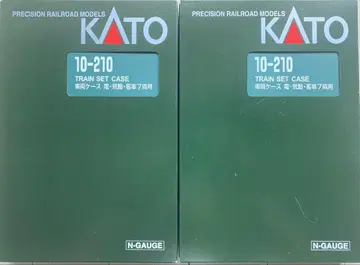 PRECISION RAILROAD MODELS
KATO
10-210
TRAIN SET CASE
車両ケース 電・気動・客車7両用
N-GAUGE
PRECISION RAILROAD MODELS
KATO
10-210
TRAIN SET CASE
車両ケース 電・気動・客車7両用
N-GAUGE